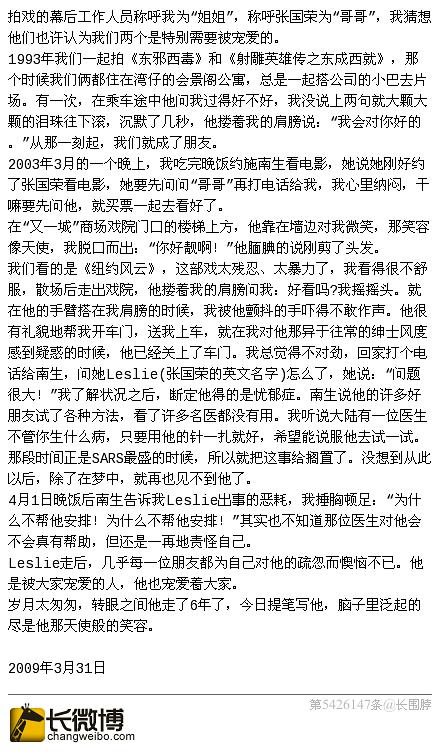 拍戏的幕后工作人员称呼我为“姐姐”，称呼张国荣为“哥哥”，我猜想
他们也许认为我们两个是特别需要被宠爱的。
1993年我们一起拍《东邪西毒》和《射雕英雄传之东成西就》，那
个时候我们俩都住在湾仔的会景阁公寓，总是一起搭公司的小巴去片
场。有一次，在乘车途中他问我过得好不好，我没说上两句就大颗大
颗的泪珠往下滚，沉默了几秒，他搂着我的肩膀说：“我会对你好的
。”从那一刻起，我们就成了朋友。
2003年3月的一个晚上，我吃完晚饭约施南生看电影，她说她刚好约
了张国荣看电影，她要先问问“哥哥”再打电话给我，我心里纳闷，干
嘛要先问他，就买票一起去看好了。
在“又一城”商场戏院门口的楼梯上方，他靠在墙边对我微笑，那笑容
像天使，我脱口而出：“你好靓啊！”他腼腆的说刚剪了头发。
我们看的是《纽约风云》，这部戏太残忍、太暴力了，我看得很不舒
服，散场后走出戏院，他搂着我的肩膀问我：好看吗?我摇摇头。就
在他的手臂搭在我肩膀的时候，我被他颤抖的手吓得不敢作声。他很
有礼貌地帮我开车门，送我上车，就在我对他那异于往常的绅士风度
感到疑惑的时候，他已经关上了车门。我总觉得不对劲，回家打个电
话给南生，问她Leslie(张国荣的英文名字)怎么了，她说：“问题
很大！”我了解状况之后，断定他得的是忧郁症。南生说他的许多好
朋友试了各种方法，看了许多名医都没有用。我听说大陆有一位医生
不管你生什么病，只要用他的针一扎就好，希望能说服他去试一试。
那段时间正是SARS最盛的时候，所以就把这事给搁置了。没想到从此
以后，除了在梦中，就再也见不到他了。
4月1日晚饭后南生告诉我Leslie出事的恶耗，我捶胸顿足：“为什
么不帮他安排！为什么不帮他安排！”其实也不知道那位医生对他会
不会真有帮助，但还是一再地责怪自己。
Leslie走后，几乎每一位朋友都为自己对他的疏忽而懊恼不已。他
是被大家宠爱的人，他也宠爱着大家。
岁月太匆匆，转眼之间他走了6年了，今日提笔写他，脑子里泛起的
尽是他那天使般的笑容。
2009年3月31日
第5426147条@长围脖
长微博
changweibo.com